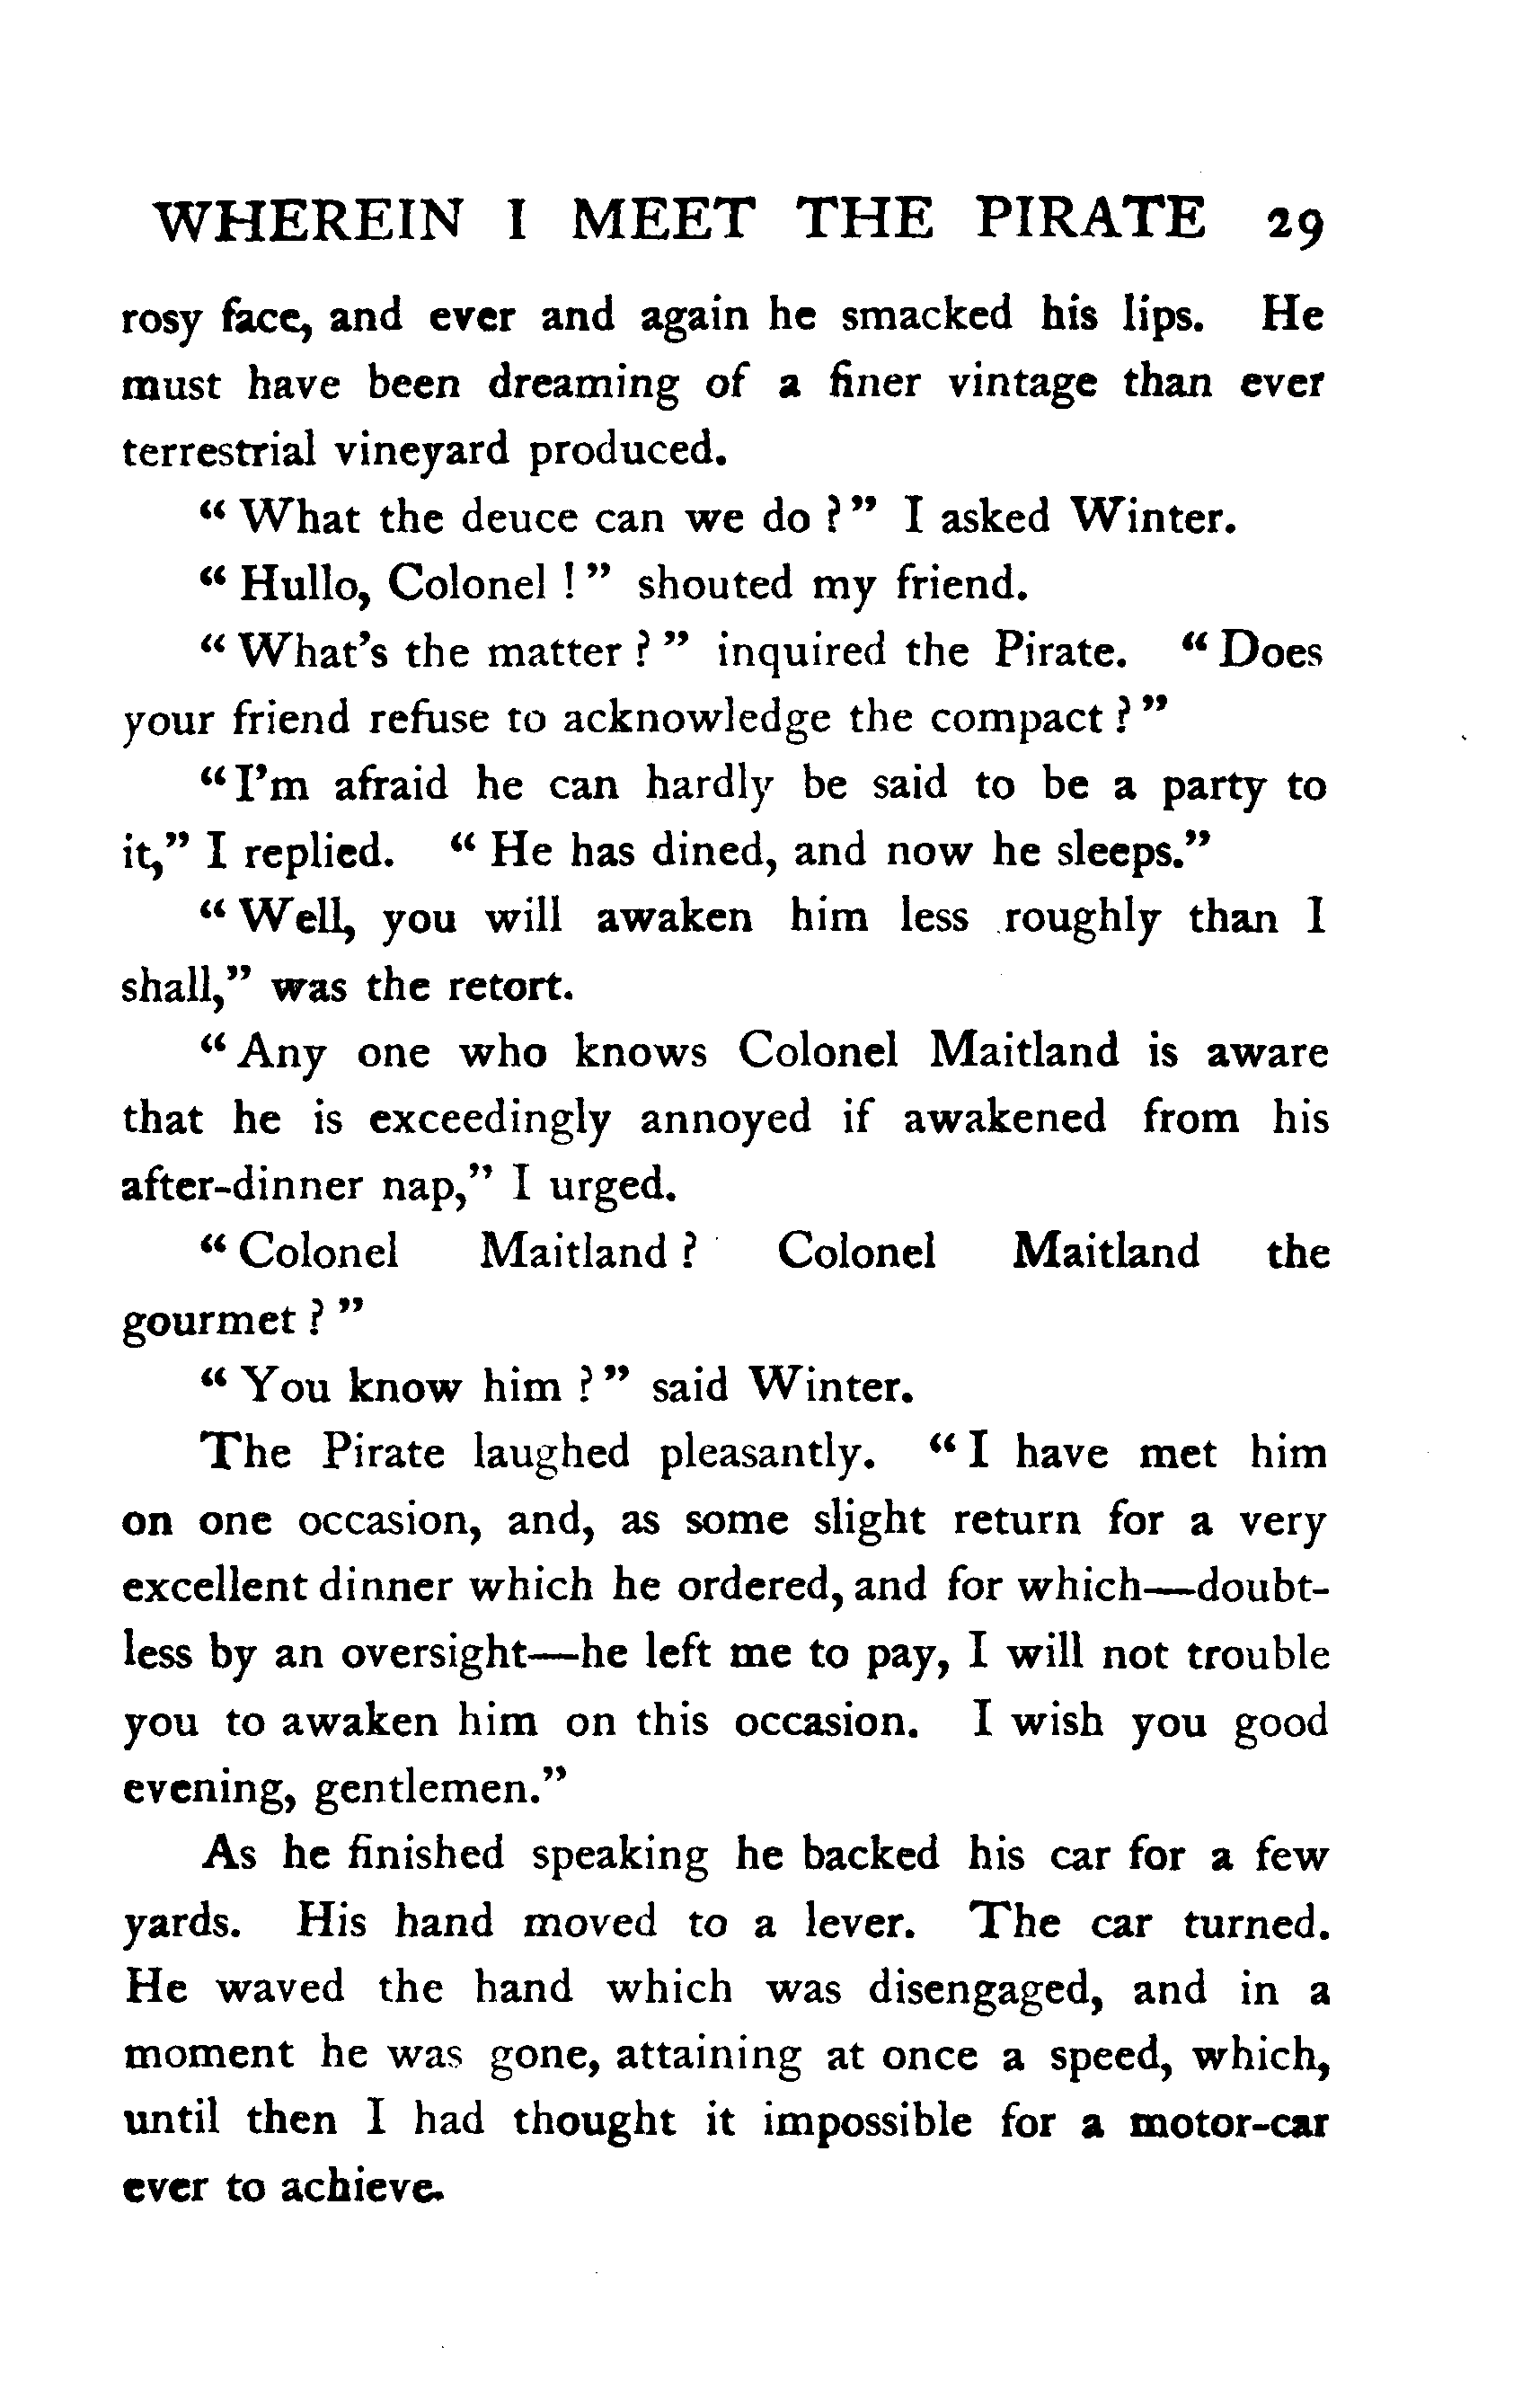 WHEREIN I MEET THE PIRATE 29
rosy face, and ever and again he smacked his lips. He
must have been dreaming of a finer vintage than ever
terrestrial vineyard produced.
“ What the deuce can we do ? ” I asked Winter.
“ Hullo, Colonel ! ” shouted my friend.
“ What’s the matter ? ” inquired the Pirate. “ Does
your friend refuse to acknowledge the compact ? ”
“ I’m afraid he can hardly be said to be a party to
it,” I replied. “ He has dined, and now he sleeps.”
“ Well, you will awaken him less roughly than I
shall,” was the retort.
“ Any one who knows Colonel Maitland is aware
that he is exceedingly annoyed if awakened from his
after-dinner nap,” I urged.
“ Colonel Maitland ? Colonel Maitland the
gourmet ? ”
“ You know him ? ” said Winter.
The Pirate laughed pleasantly. “ I have met him
on one occasion, and, as some slight return for a very
excellent dinner which he ordered, and for which—doubt-
less by an oversight—he left me to pay, I will not trouble
you to awaken him on this occasion. I wish you good
evening, gentlemen.”
As he finished speaking he backed his car for a few
yards. His hand moved to a lever. The car turned.
He waved the hand which was disengaged, and in a
moment he was gone, attaining at once a speed, which,
until then I had thought it impossible for a motor-car
ever to achieve.